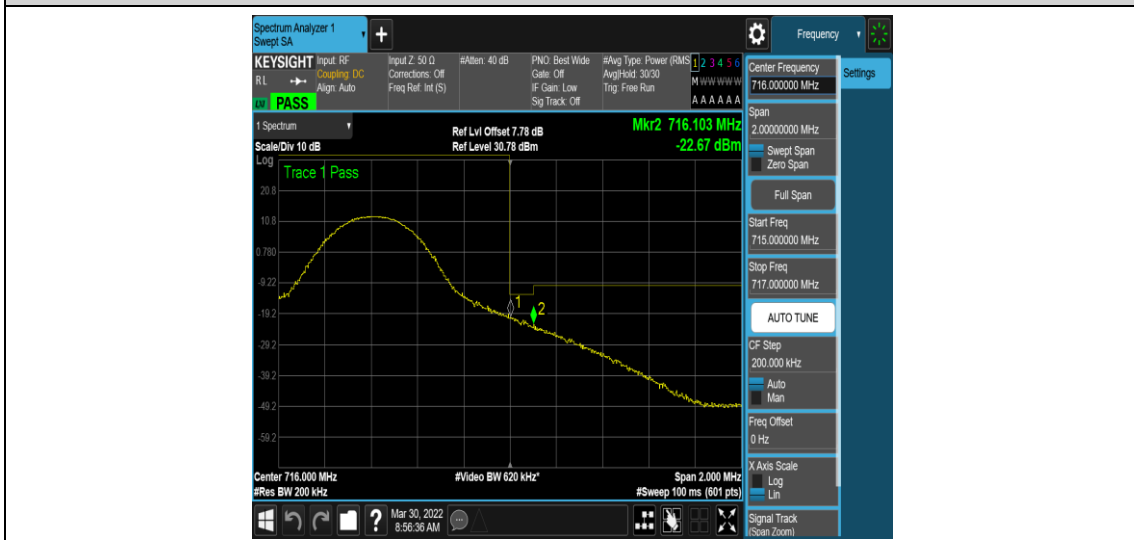 Spectrum Analyzer 1
Swept SA
+
Frequency
KEYSIGHT
RL
Input: RF
Coupling: DC
Align: Auto
Input Z: 50 Ω
Corrections: Off
Freq Ref: Int (S)
#Atten: 40 dB
PNO: Best Wide
Gate: Off
IF Gain: Low
Sig Track: Off
#Avg Type: Power (RMS
Avg|Hold: 30/30
Trig: Free Run
1 2 3 4 5 6
M W W W W W
A A A A A A
PASS
1 Spectrum
Scale/Div 10 dB
Ref Lvl Offset 7.78 dB
Ref Level 30.78 dBm
Mkr2 716.103 MHz
-22.67 dBm
Log
Trace 1 Pass
20.8
10.8
0.780
-9.22
-19.2
-29.2
-39.2
-49.2
-59.2
1
2
Center 716.000 MHz
#Res BW 200 kHz
#Video BW 620 kHz*
Span 2.000 MHz
#Sweep 100 ms (601 pts)
Center Frequency
716.000000 MHz
Settings
Span
2.00000000 MHz
Swept Span
Zero Span
Full Span
Start Freq
715.000000 MHz
Stop Freq
717.000000 MHz
AUTO TUNE
CF Step
200.000 kHz
Auto
Man
Freq Offset
0 Hz
X Axis Scale
Log
Lin
Signal Track
(Span Zoom)
?
Mar 30, 2022
8:56:36 AM